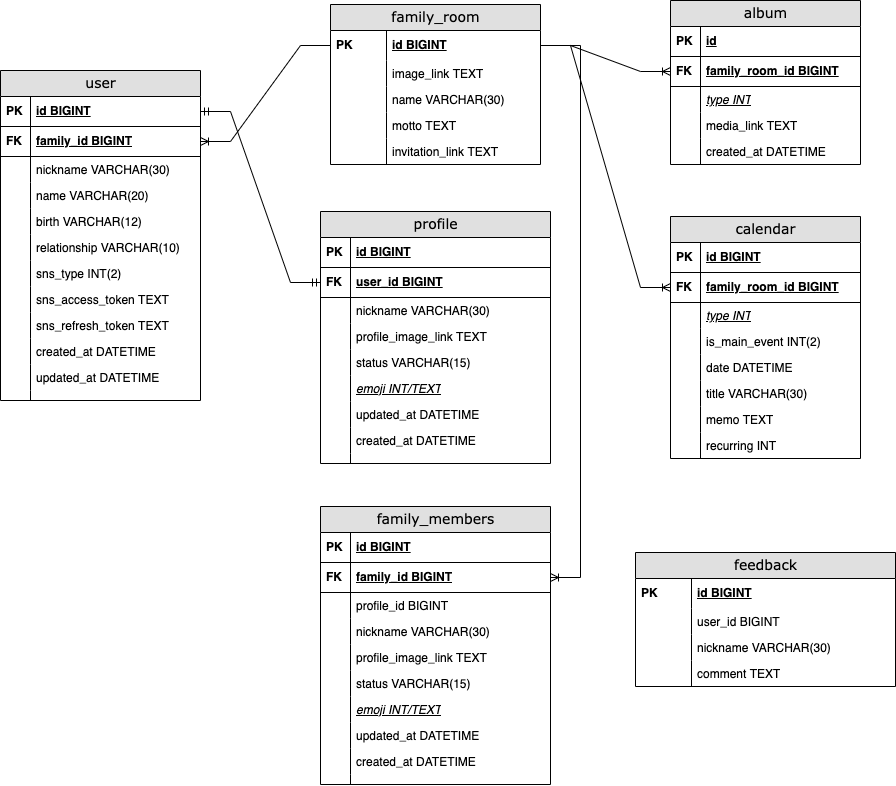 user
PK id BIGINT
FK family_id BIGINT
nickname VARCHAR(30)
name VARCHAR(20)
birth VARCHAR(12)
relationship VARCHAR(10)
sns_type INT(2)
sns_access_token TEXT
sns_refresh_token TEXT
created_at DATETIME
updated_at DATETIME
family_room
PK id BIGINT
image_link TEXT
name VARCHAR(30)
motto TEXT
invitation_link TEXT
profile
PK id BIGINT
FK user_id BIGINT
nickname VARCHAR(30)
profile_image_link TEXT
status VARCHAR(15)
emoji INT/TEXT
updated_at DATETIME
created_at DATETIME
family_members
PK id BIGINT
FK family_id BIGINT
profile_id BIGINT
nickname VARCHAR(30)
profile_image_link TEXT
status VARCHAR(15)
emoji INT/TEXT
updated_at DATETIME
created_at DATETIME
album
PK id
FK family_room_id BIGINT
type INT
media_link TEXT
created_at DATETIME
calendar
PK id BIGINT
FK family_room_id BIGINT
type INT
is_main_event INT(2)
date DATETIME
title VARCHAR(30)
memo TEXT
recurring INT
feedback
PK id BIGINT
user_id BIGINT
nickname VARCHAR(30)
comment TEXT